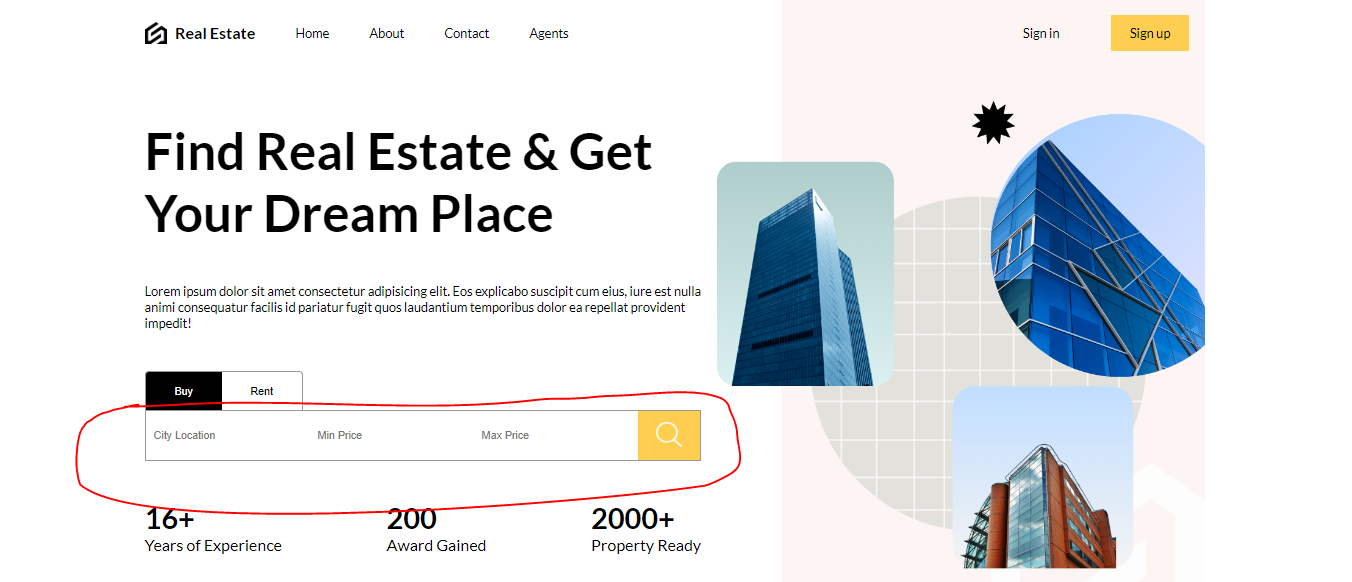 Real Estate Home About Contact Agents Sign in Sign up
Find Real Estate & Get
Your Dream Place
Lorem ipsum dolor sit amet consectetur adipisicing elit. Eos explicabo suscipit cum eius, iure est nulla
animi consequatur facilis id pariatur fugit quos laudantium temporibus dolor ea repellat provident
impedit!
Buy Rent
City Location Min Price Max Price
16+ 200 2000+
Years of Experience Award Gained Property Ready